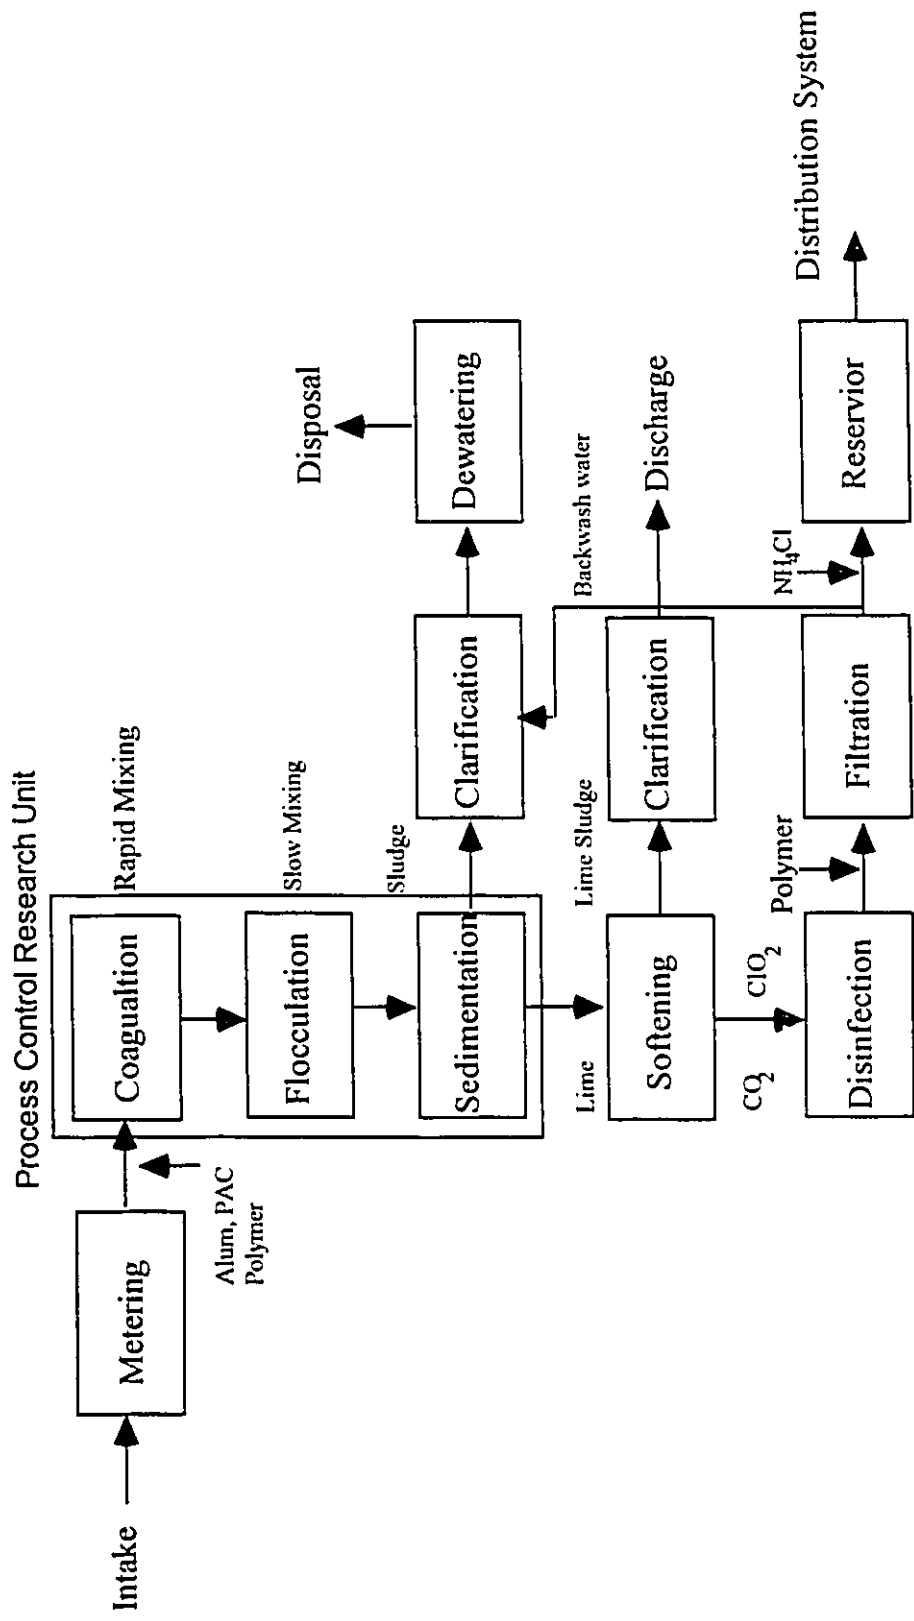 Process Control Research Unit
Intake
Metering
Alum, PAC
Polymer
Coagualtion
Rapid Mixing
Flocculation
Slow Mixing
Sedimentation
Sludge
Clarification
Dewatering
Disposal
Lime
Softening
Lime Sludge
Clarification
Discharge
Backwash water
CO2
ClO2
Disinfection
Polymer
Filtration
NH4Cl
Reservior
Distribution System